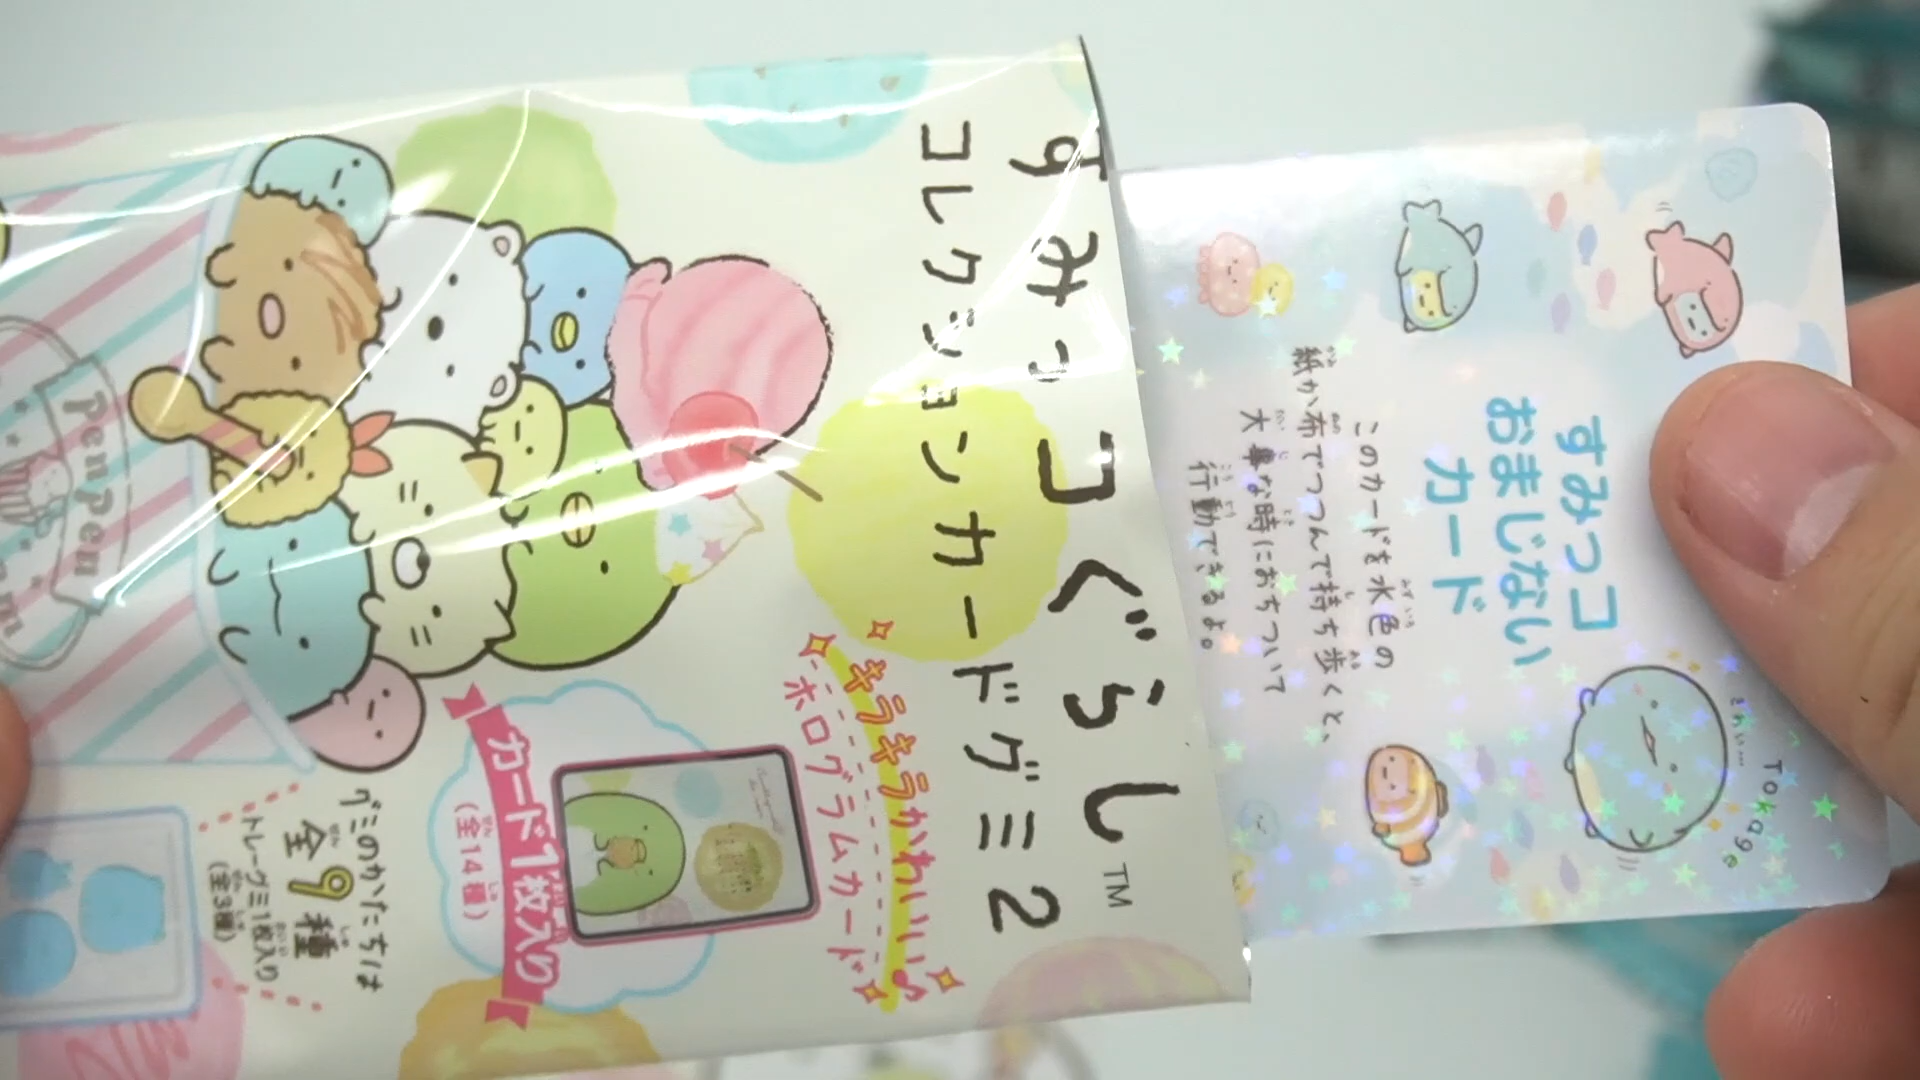 すみっコぐらし™
コレクションカードグミ2
キラキラかわいい♪
ホログラムカード
カード1枚入り
(全14種)
グミのかたちは
全9種
トレーグミ1枚入り
(全3種)
Penpen
すみっコ
おまじない
カード
このカードを水色の
紙か布でつつんで持ち歩くと、
大事な時におちついて
行動できるよ。
Tokage